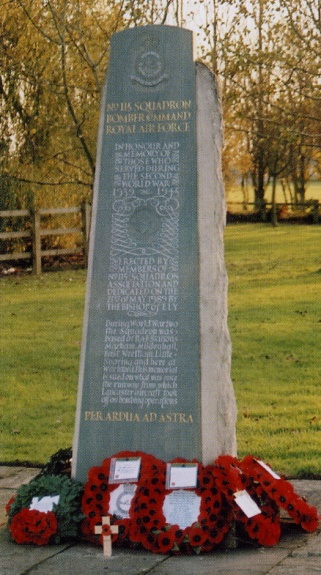 Nº 115 SQUADRON
BOMBER COMMAND
ROYAL AIR FORCE
IN HONOUR AND
MEMORY OF
THOSE WHO
SERVED DURING
THE SECOND
WORLD WAR
1939 1945
ERECTED BY
MEMBERS OF
Nº 115 SQUADRON
ASSOCIATION AND
DEDICATED ON THE
OF MAY 1989 BY
THE BISHOP OF ELY
During World War two
the Squadron was
based at RAF Stations
Marham, Mildenhall,
East Wretham, Little
Snoring and here at
Witchford. This memorial
is sited on what was once
the runway from which
Lancaster aircraft took
off on bombing operations
PER ARDUA AD ASTRA